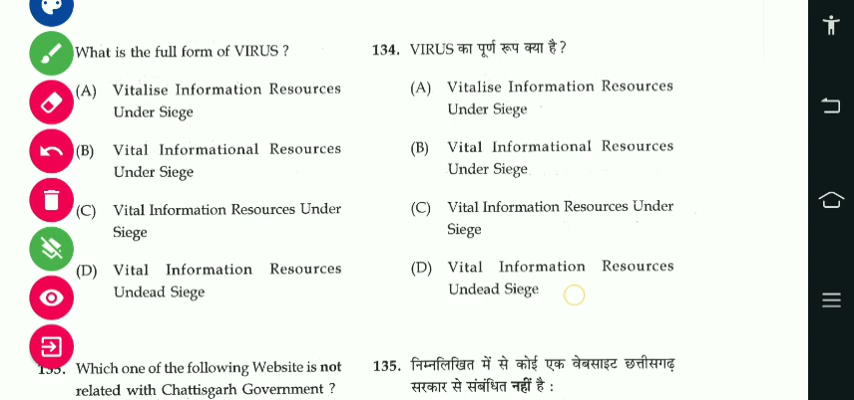 What is the full form of VIRUS ?
(A) Vitalise Information Resources
Under Siege
(B) Vital Informational Resources
Under Siege
(C) Vital Information Resources Under
Siege
(D) Vital Information Resources
Undead Siege
135. Which one of the following Website is not
related with Chattisgarh Government ?
134. VIRUS का पूर्ण रूप क्या है ?
(A) Vitalise Information Resources
Under Siege
(B) Vital Informational Resources
Under Siege
(C) Vital Information Resources Under
Siege
(D) Vital Information Resources
Undead Siege
135. निम्नलिखित में से कोई एक वेबसाइट छत्तीसगढ़
सरकार से संबंधित नहीं है :